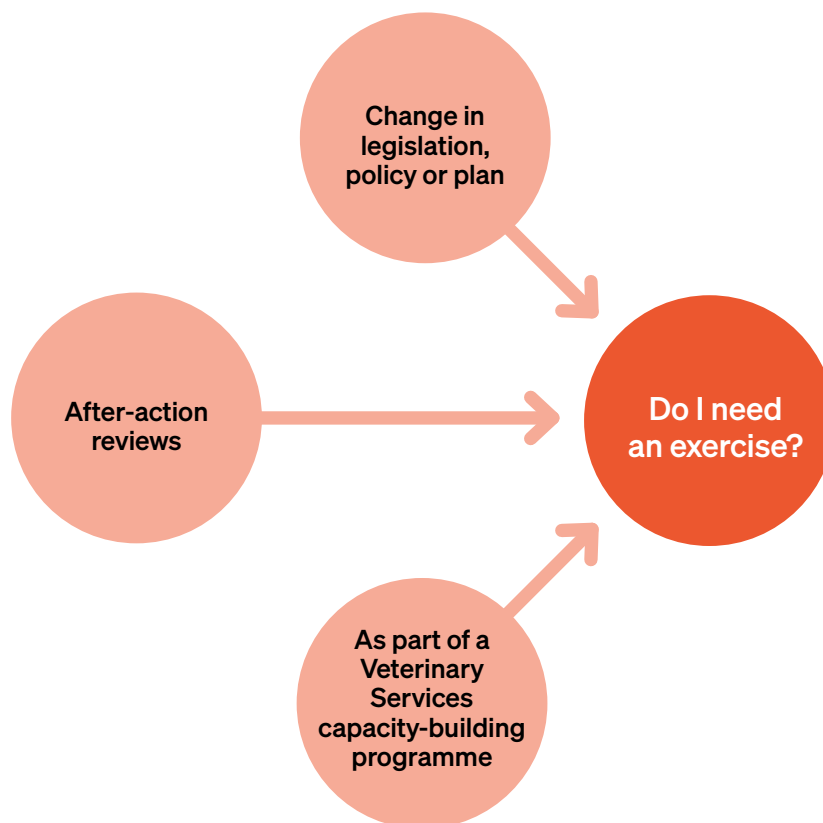 Change in
legislation,
policy or plan
After-action
reviews
Do I need
an exercise?
As part of a
Veterinary
Services
capacity-building
programme